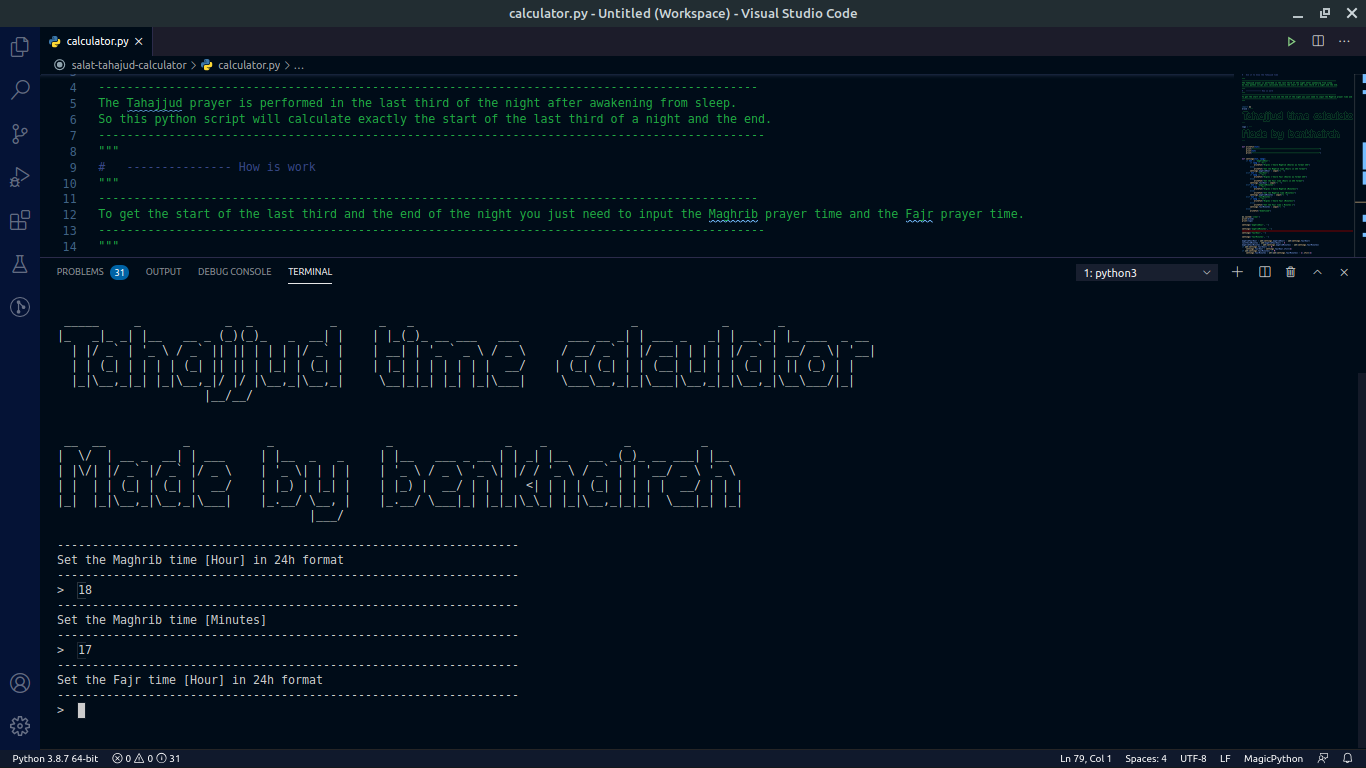 calculator.py - Untitled (Workspace) - Visual Studio Code
calculator.py
salat-tahajud-calculator > calculator.py > ...
4 ------------------------------------------------------------
5 The Tahajjud prayer is performed in the last third of the night after awakening from sleep.
6 So this python script will calculate exactly the start of the last third of a night and the end.
7 ------------------------------------------------------------
8 """
9 # --------------- How is work
10 """
11 ------------------------------------------------------------
12 To get the start of the last third and the end of the night you just need to input the Maghrib prayer time and the Fajr prayer time.
13 ------------------------------------------------------------
14 """
PROBLEMS 31 OUTPUT DEBUG CONSOLE TERMINAL 1: python3
Tahajjud time calculator
Made by benkhaireh
------------------------------------------------------------------
Set the Maghrib time [Hour] in 24h format
------------------------------------------------------------------
> 18
------------------------------------------------------------------
Set the Maghrib time [Minutes]
------------------------------------------------------------------
> 17
------------------------------------------------------------------
Set the Fajr time [Hour] in 24h format
------------------------------------------------------------------
>
Python 3.8.7 64-bit 0 0 31 Ln 79, Col 1 Spaces: 4 UTF-8 LF MagicPython